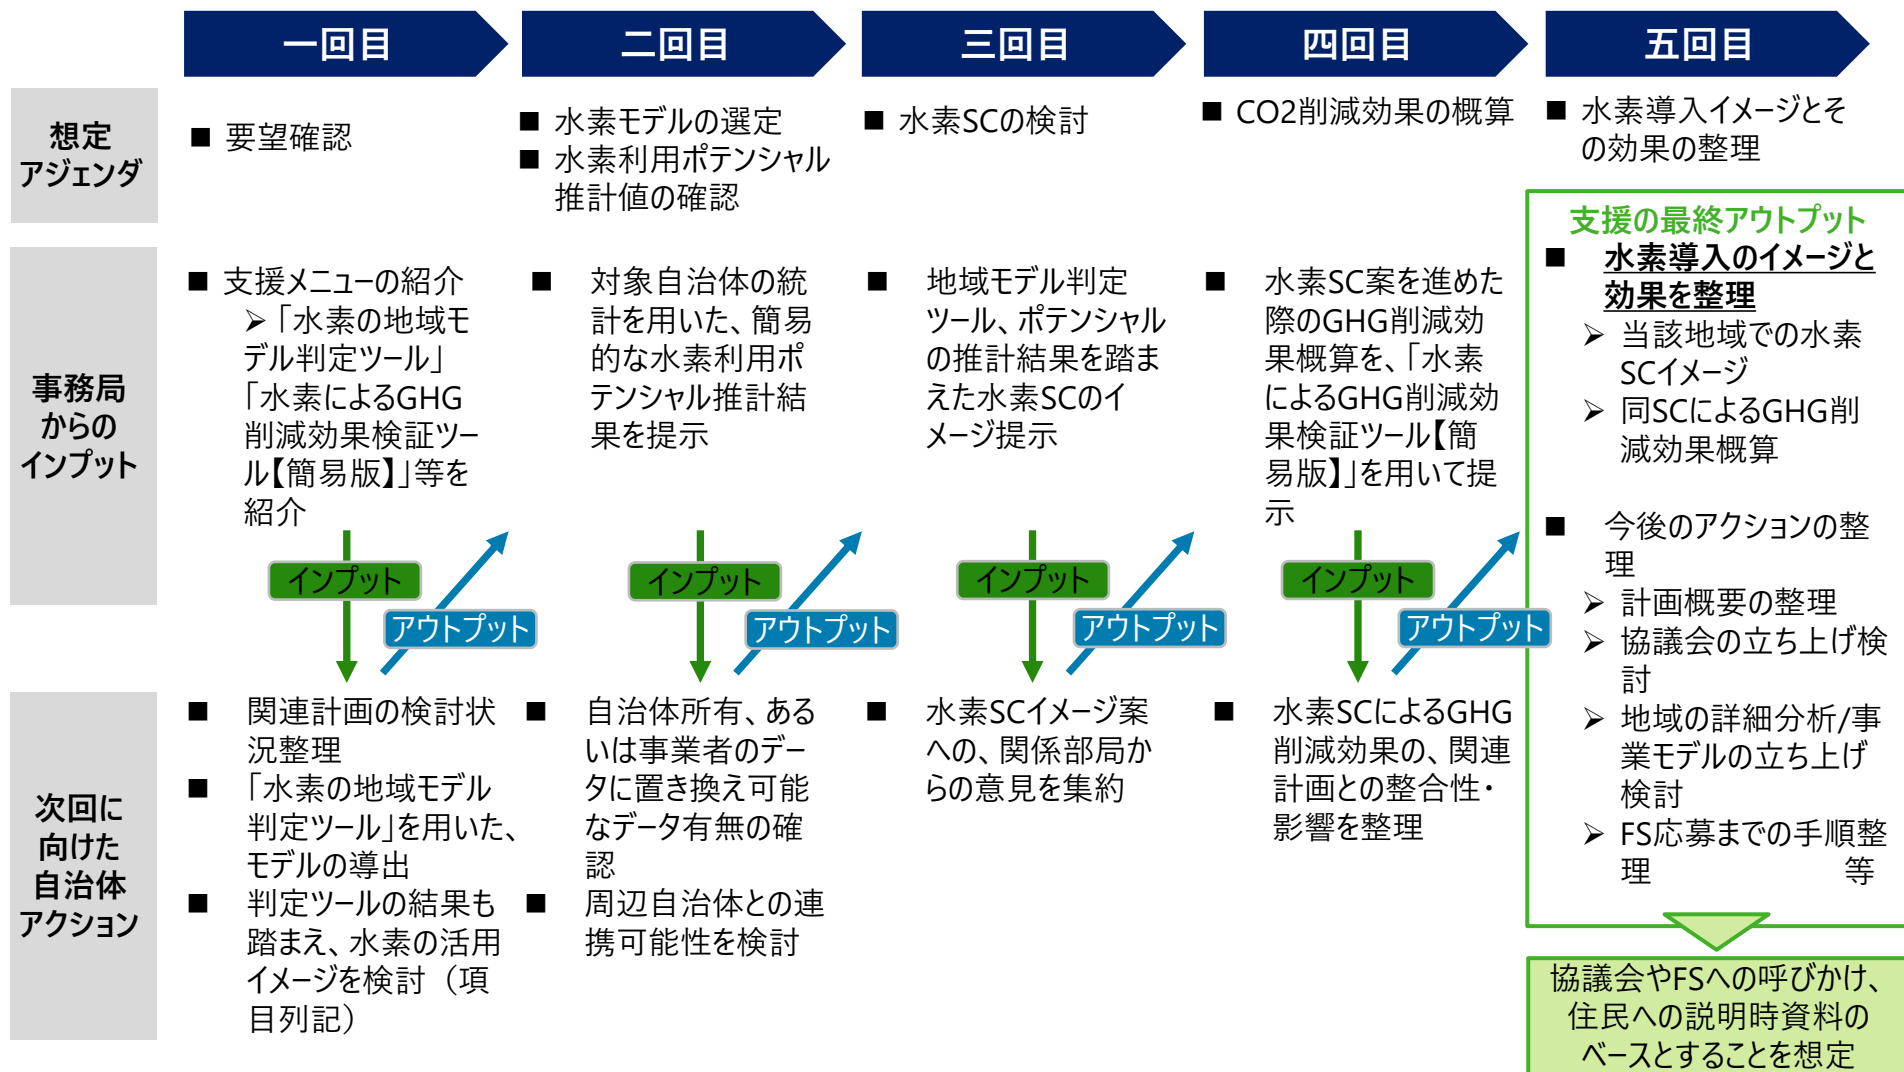 一回目
二回目
三回目
四回目
五回目
想定
アジェンダ
■ 要望確認
■ 水素モデルの選定
■ 水素利用ポテンシャル
推計値の確認
■ 水素SCの検討
■ CO2削減効果の概算
■ 水素導入イメージとそ
の効果の整理
事務局
からの
インプット
■ 支援メニューの紹介
➢「水素の地域モ
デル判定ツール」
「水素によるGHG
削減効果検証ツー
ル【簡易版】」等を
紹介
■ 対象自治体の統
計を用いた、簡易
的な水素利用ポ
テンシャル推計結
果を提示
■ 地域モデル判定
ツール、ポテンシャル
の推計結果を踏ま
えた水素SCのイ
メージ提示
■ 水素SC案を進めた
際のGHG削減効
果概算を、「水素
によるGHG削減効
果検証ツール【簡
易版】」を用いて提
示
支援の最終アウトプット
■ 水素導入のイメージと
効果を整理
➢ 当該地域での水素
SCイメージ
➢ 同SCによるGHG削
減効果概算
■ 今後のアクションの整
理
➢ 計画概要の整理
➢ 協議会の立ち上げ検
討
➢ 地域の詳細分析/事
業モデルの立ち上げ
検討
➢ FS応募までの手順整
理 等
インプット
アウトプット
インプット
アウトプット
インプット
アウトプット
インプット
アウトプット
次回に
向けた
自治体
アクション
■ 関連計画の検討状
況整理
■ 「水素の地域モデル
判定ツール」を用いた、
モデルの導出
■ 判定ツールの結果も
踏まえ、水素の活用
イメージを検討（項
目列記）
■ 自治体所有、ある
いは事業者のデー
タに置き換え可能
なデータ有無の確
認
■ 周辺自治体との連
携可能性を検討
■ 水素SCイメージ案
への、関係部局か
らの意見を集約
■ 水素SCによるGHG
削減効果の、関連
計画との整合性・
影響を整理
協議会やFSへの呼びかけ、
住民への説明時資料の
ベースとすることを想定